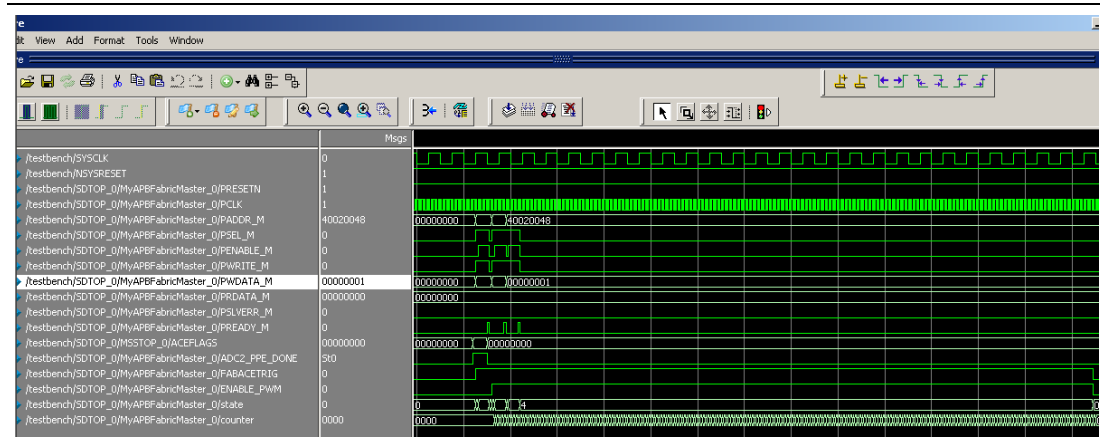 re
dit View Add Format Tools Window
re
Msgs
/testbench/SYSCLK 0
/testbench/NSYSRESET 1
/testbench/SDTOP_0/MyAPBFabricMaster_0/PRESETN 1
/testbench/SDTOP_0/MyAPBFabricMaster_0/PCLK 1
/testbench/SDTOP_0/MyAPBFabricMaster_0/PADDR_M 40020048 00000000 40020048
/testbench/SDTOP_0/MyAPBFabricMaster_0/PSEL_M 0
/testbench/SDTOP_0/MyAPBFabricMaster_0/PENABLE_M 0
/testbench/SDTOP_0/MyAPBFabricMaster_0/PWRITE_M 0
/testbench/SDTOP_0/MyAPBFabricMaster_0/PWDATA_M 00000001 00000000 00000001
/testbench/SDTOP_0/MyAPBFabricMaster_0/PRDATA_M 00000000 00000000
/testbench/SDTOP_0/MyAPBFabricMaster_0/PSLVERR_M 0
/testbench/SDTOP_0/MyAPBFabricMaster_0/PREADY_M 0
/testbench/SDTOP_0/MSSTOP_0/ACEFLAGS 00000000 00000000 00000000
/testbench/SDTOP_0/MyAPBFabricMaster_0/ADC2_PPE_DONE St0
/testbench/SDTOP_0/MyAPBFabricMaster_0/FABACETRIG 0
/testbench/SDTOP_0/MyAPBFabricMaster_0/ENABLE_PWM 0
/testbench/SDTOP_0/MyAPBFabricMaster_0/state 0 0 4 0
/testbench/SDTOP_0/MyAPBFabricMaster_0/counter 0000 0000